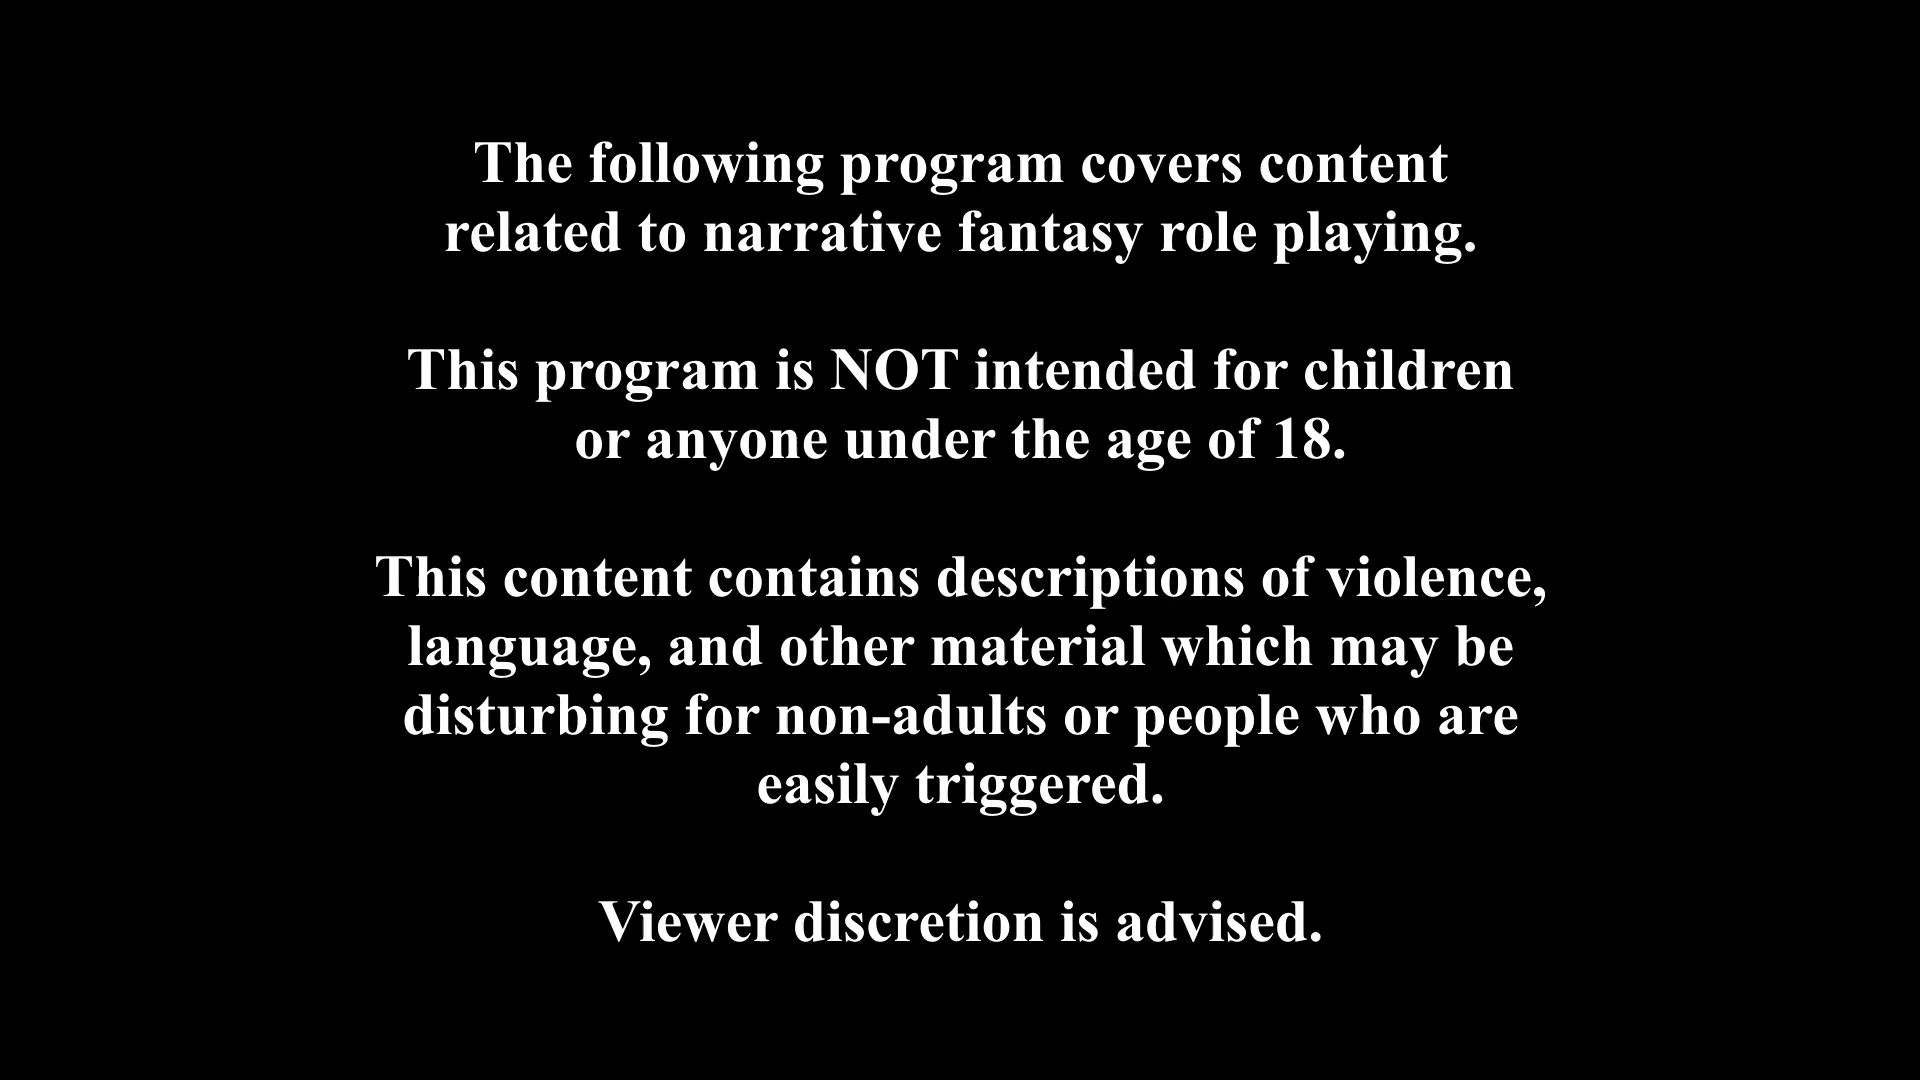 The following program covers content
related to narrative fantasy role playing.
This program is NOT intended for children
or anyone under the age of 18.
This content contains descriptions of violence,
language, and other material which may be
disturbing for non-adults or people who are
easily triggered.
Viewer discretion is advised.